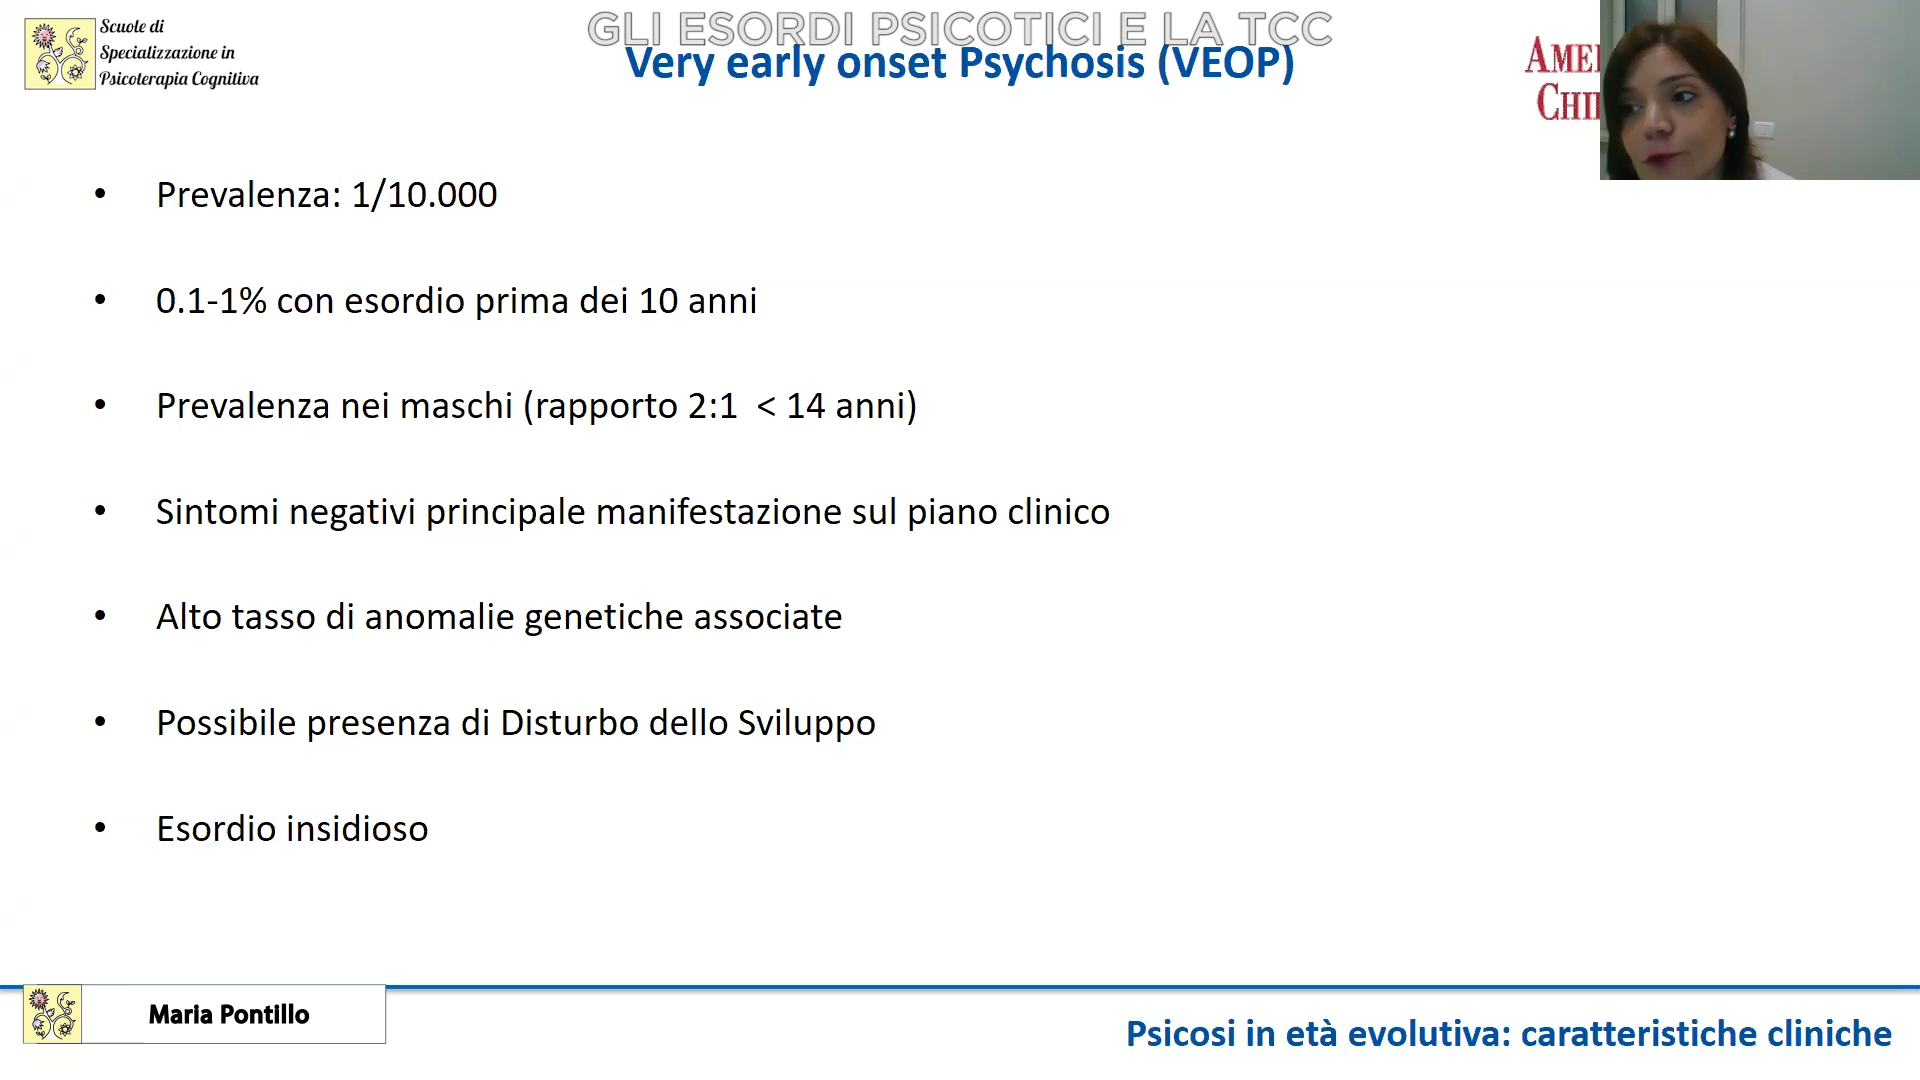 Scuole di
Specializzazione in
Psicoterapia Cognitiva
GLI ESORDI PSICOTICI E LA TCC
Very early onset Psychosis (VEOP)
• Prevalenza: 1/10.000
• 0.1-1% con esordio prima dei 10 anni
• Prevalenza nei maschi (rapporto 2:1 < 14 anni)
• Sintomi negativi principale manifestazione sul piano clinico
• Alto tasso di anomalie genetiche associate
• Possibile presenza di Disturbo dello Sviluppo
• Esordio insidioso
Maria Pontillo
Psicosi in età evolutiva: caratteristiche cliniche